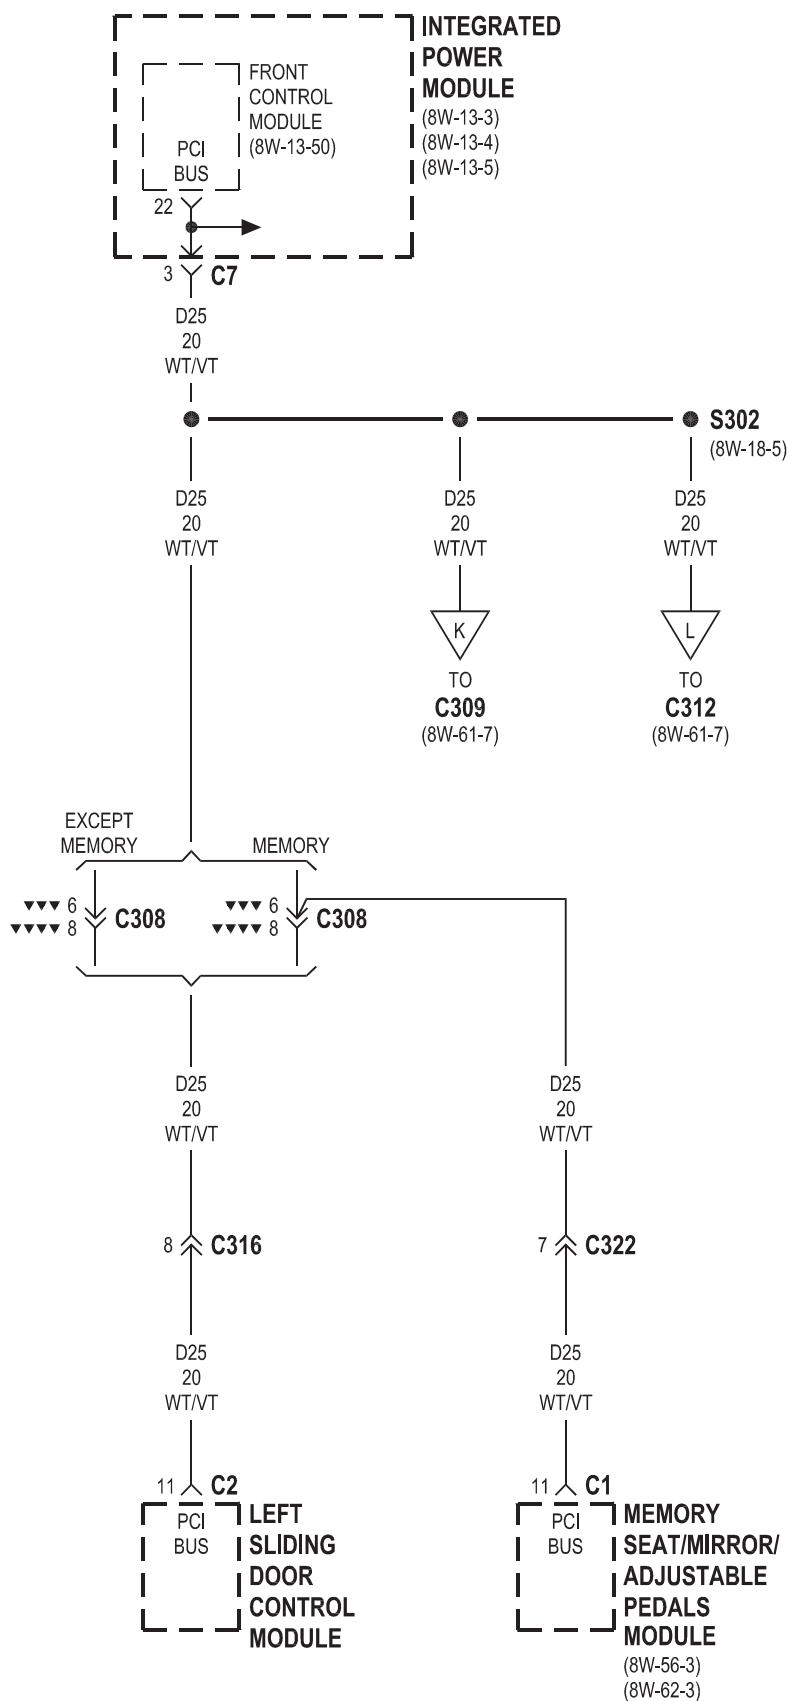 INTEGRATED
POWER
MODULE
(8W-13-3)
(8W-13-4)
(8W-13-5)
FRONT
CONTROL
MODULE
(8W-13-50)
PCI
BUS
22
3 C7
D25
20
WT/VT
S302
(8W-18-5)
D25
20
WT/VT
D25
20
WT/VT
D25
20
WT/VT
K
TO
C309
(8W-61-7)
L
TO
C312
(8W-61-7)
EXCEPT
MEMORY
MEMORY
▼▼▼ 6
▼▼▼▼ 8
C308
▼▼▼ 6
▼▼▼▼ 8
C308
D25
20
WT/VT
D25
20
WT/VT
8 C316
7 C322
D25
20
WT/VT
D25
20
WT/VT
11 C2
PCI
BUS
LEFT
SLIDING
DOOR
CONTROL
MODULE
11 C1
PCI
BUS
MEMORY
SEAT/MIRROR/
ADJUSTABLE
PEDALS
MODULE
(8W-56-3)
(8W-62-3)